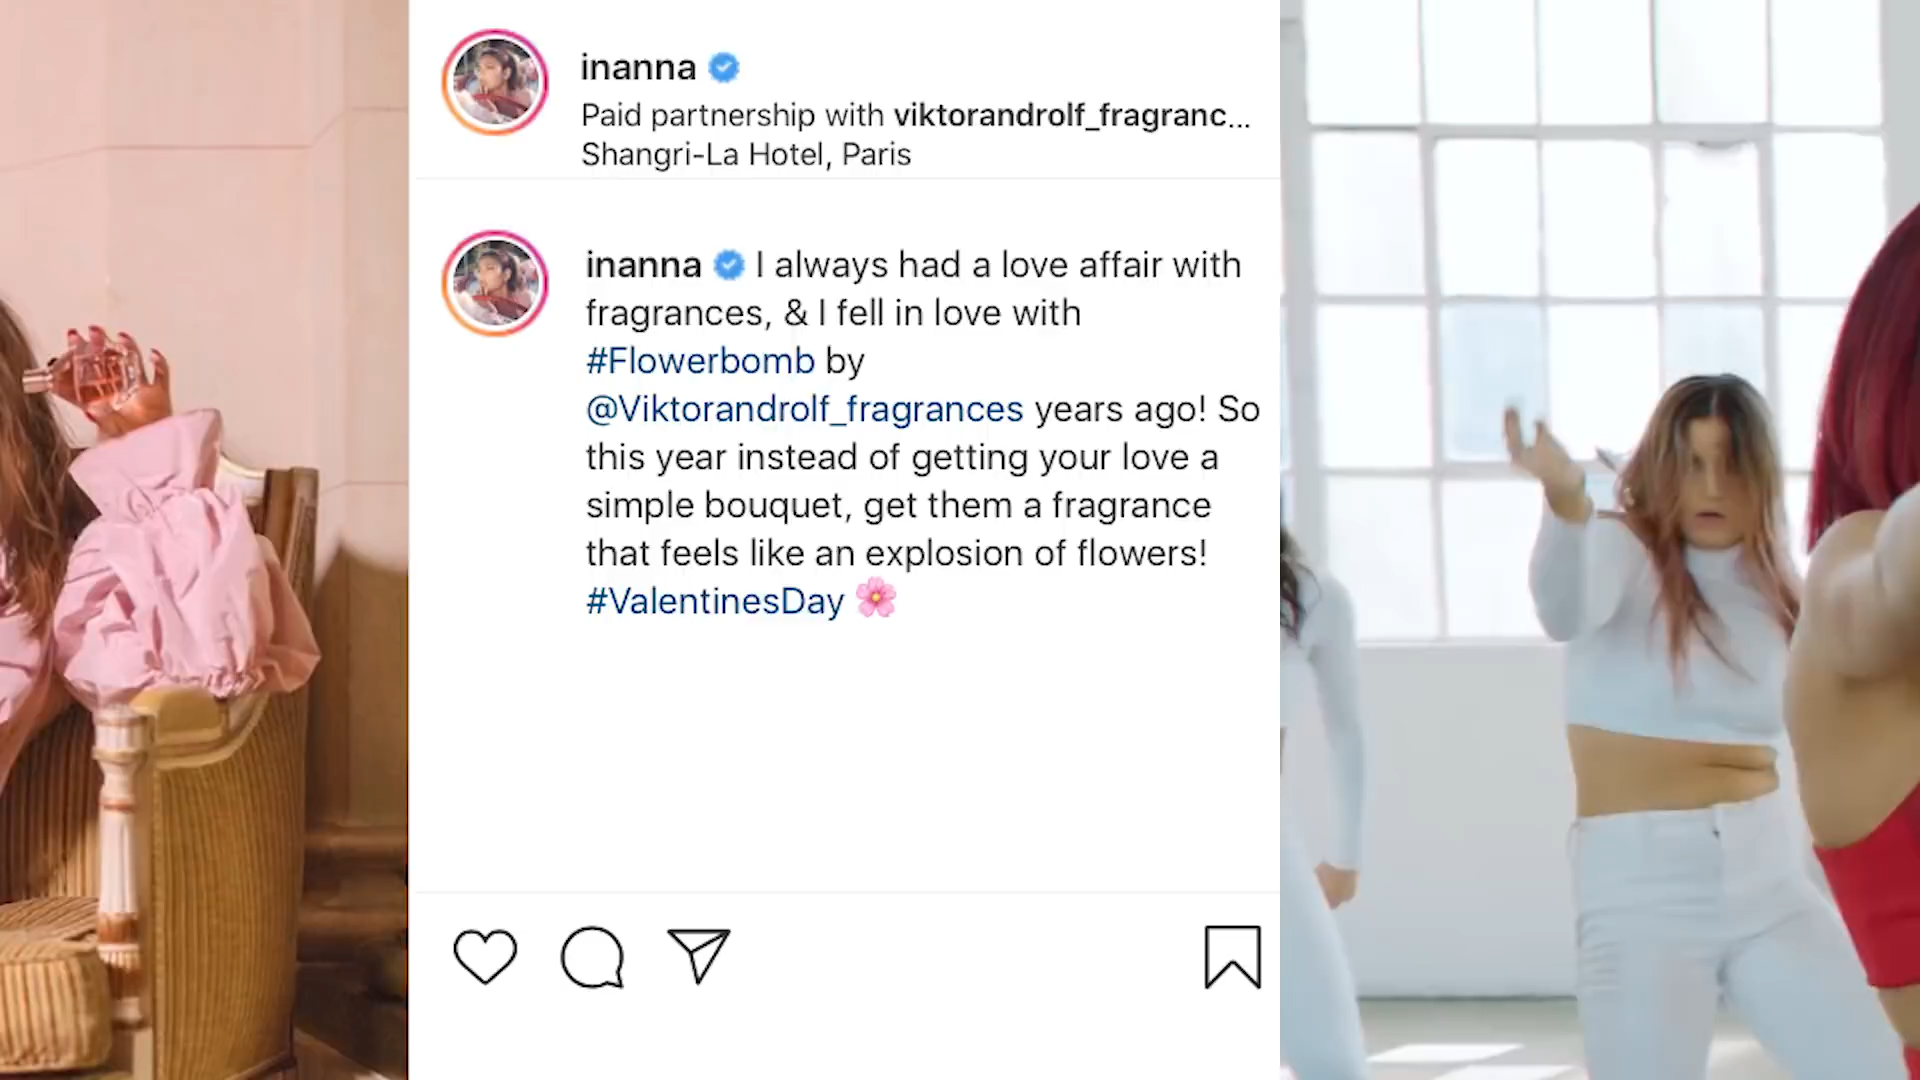 inanna
Paid partnership with viktorandrolf_fragranc...
Shangri-La Hotel, Paris
inanna I always had a love affair with
fragrances, & I fell in love with
#Flowerbomb by
@Viktorandrolf_fragrances years ago! So
this year instead of getting your love a
simple bouquet, get them a fragrance
that feels like an explosion of flowers!
#ValentinesDay 🌸